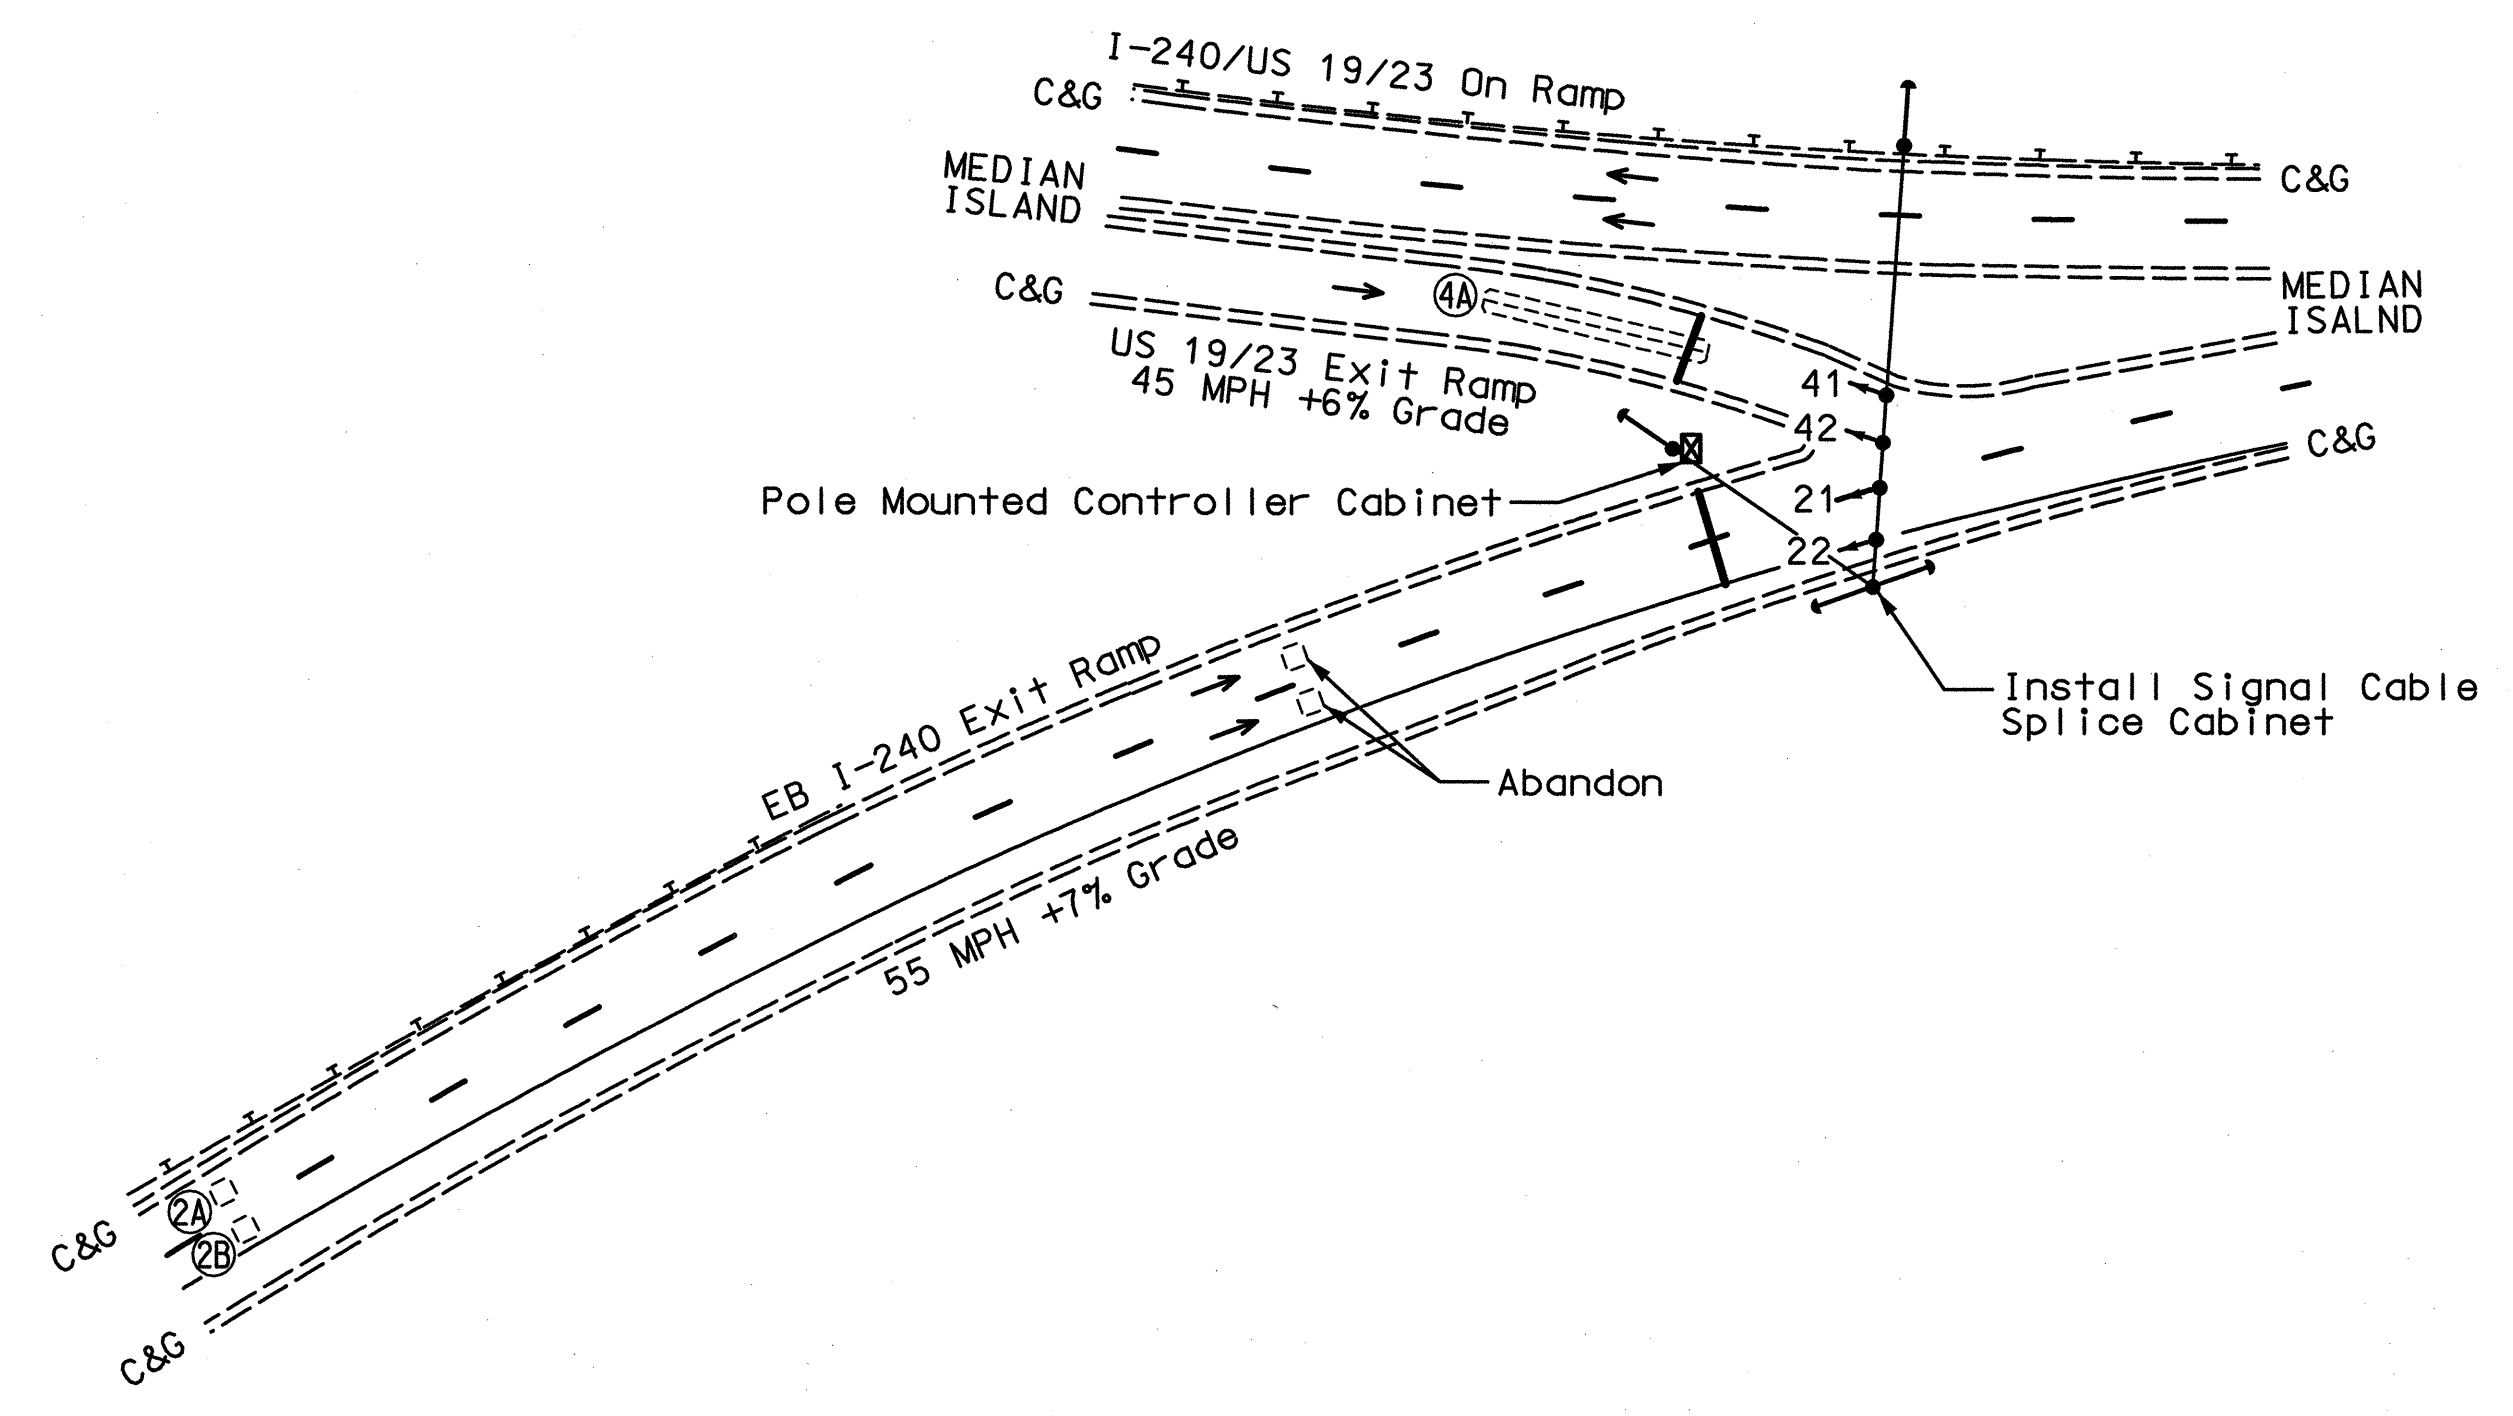 I-240/US 19/23 On Ramp
C&G
C&G
MEDIAN
ISLAND
C&G
4A
MEDIAN
ISALND
US 19/23 Exit Ramp
45 MPH +6% Grade
41
42
C&G
Pole Mounted Controller Cabinet
21
22
Install Signal Cable
Splice Cabinet
EB I-240 Exit Ramp
Abandon
55 MPH +7% Grade
2A
2B
C&G
C&G